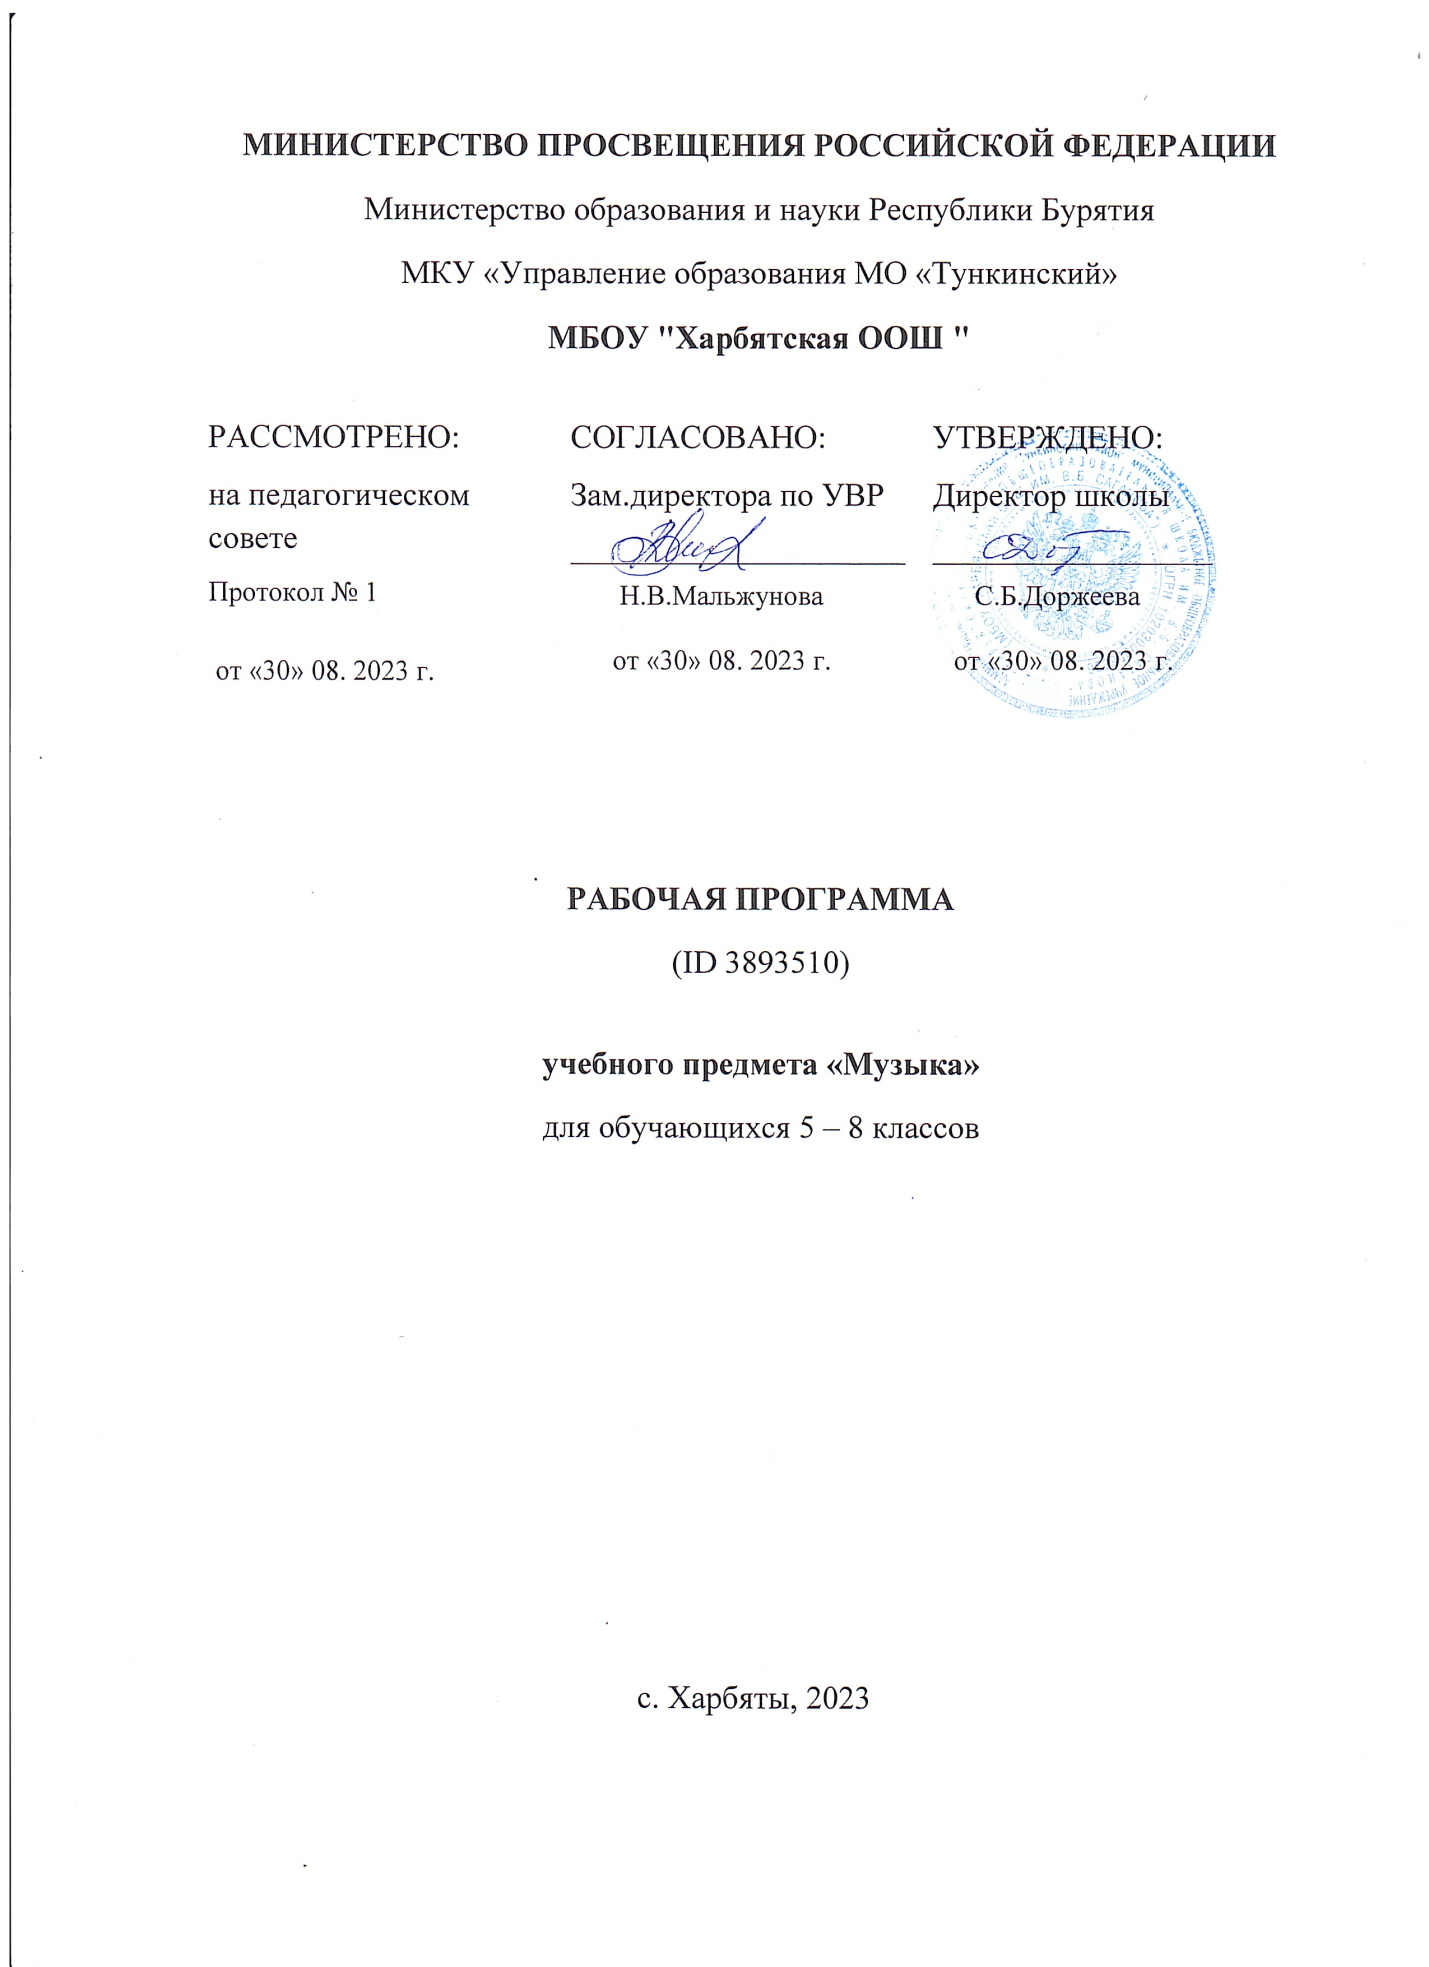 МИНИСТЕРСТВО ПРОСВЕЩЕНИЯ РОССИЙСКОЙ ФЕДЕРАЦИИ
Министерство образования и науки Республики Бурятия
МКУ «Управление образования МО «Тункинский»
МБОУ "Харбятская ООШ "
РАССМОТРЕНО:
на педагогическом
совете
Протокол № 1
от «30» 08. 2023 г.
СОГЛАСОВАНО:
Зам.директора по УВР
Н.В.Мальжунова
от «30» 08. 2023 г.
УТВЕРЖДЕНО:
Директор школы
С.Б.Доржеева
от «30» 08. 2023 г.
РАБОЧАЯ ПРОГРАММА
(ID 3893510)
учебного предмета «Музыка»
для обучающихся 5 – 8 классов
с. Харбяты, 2023